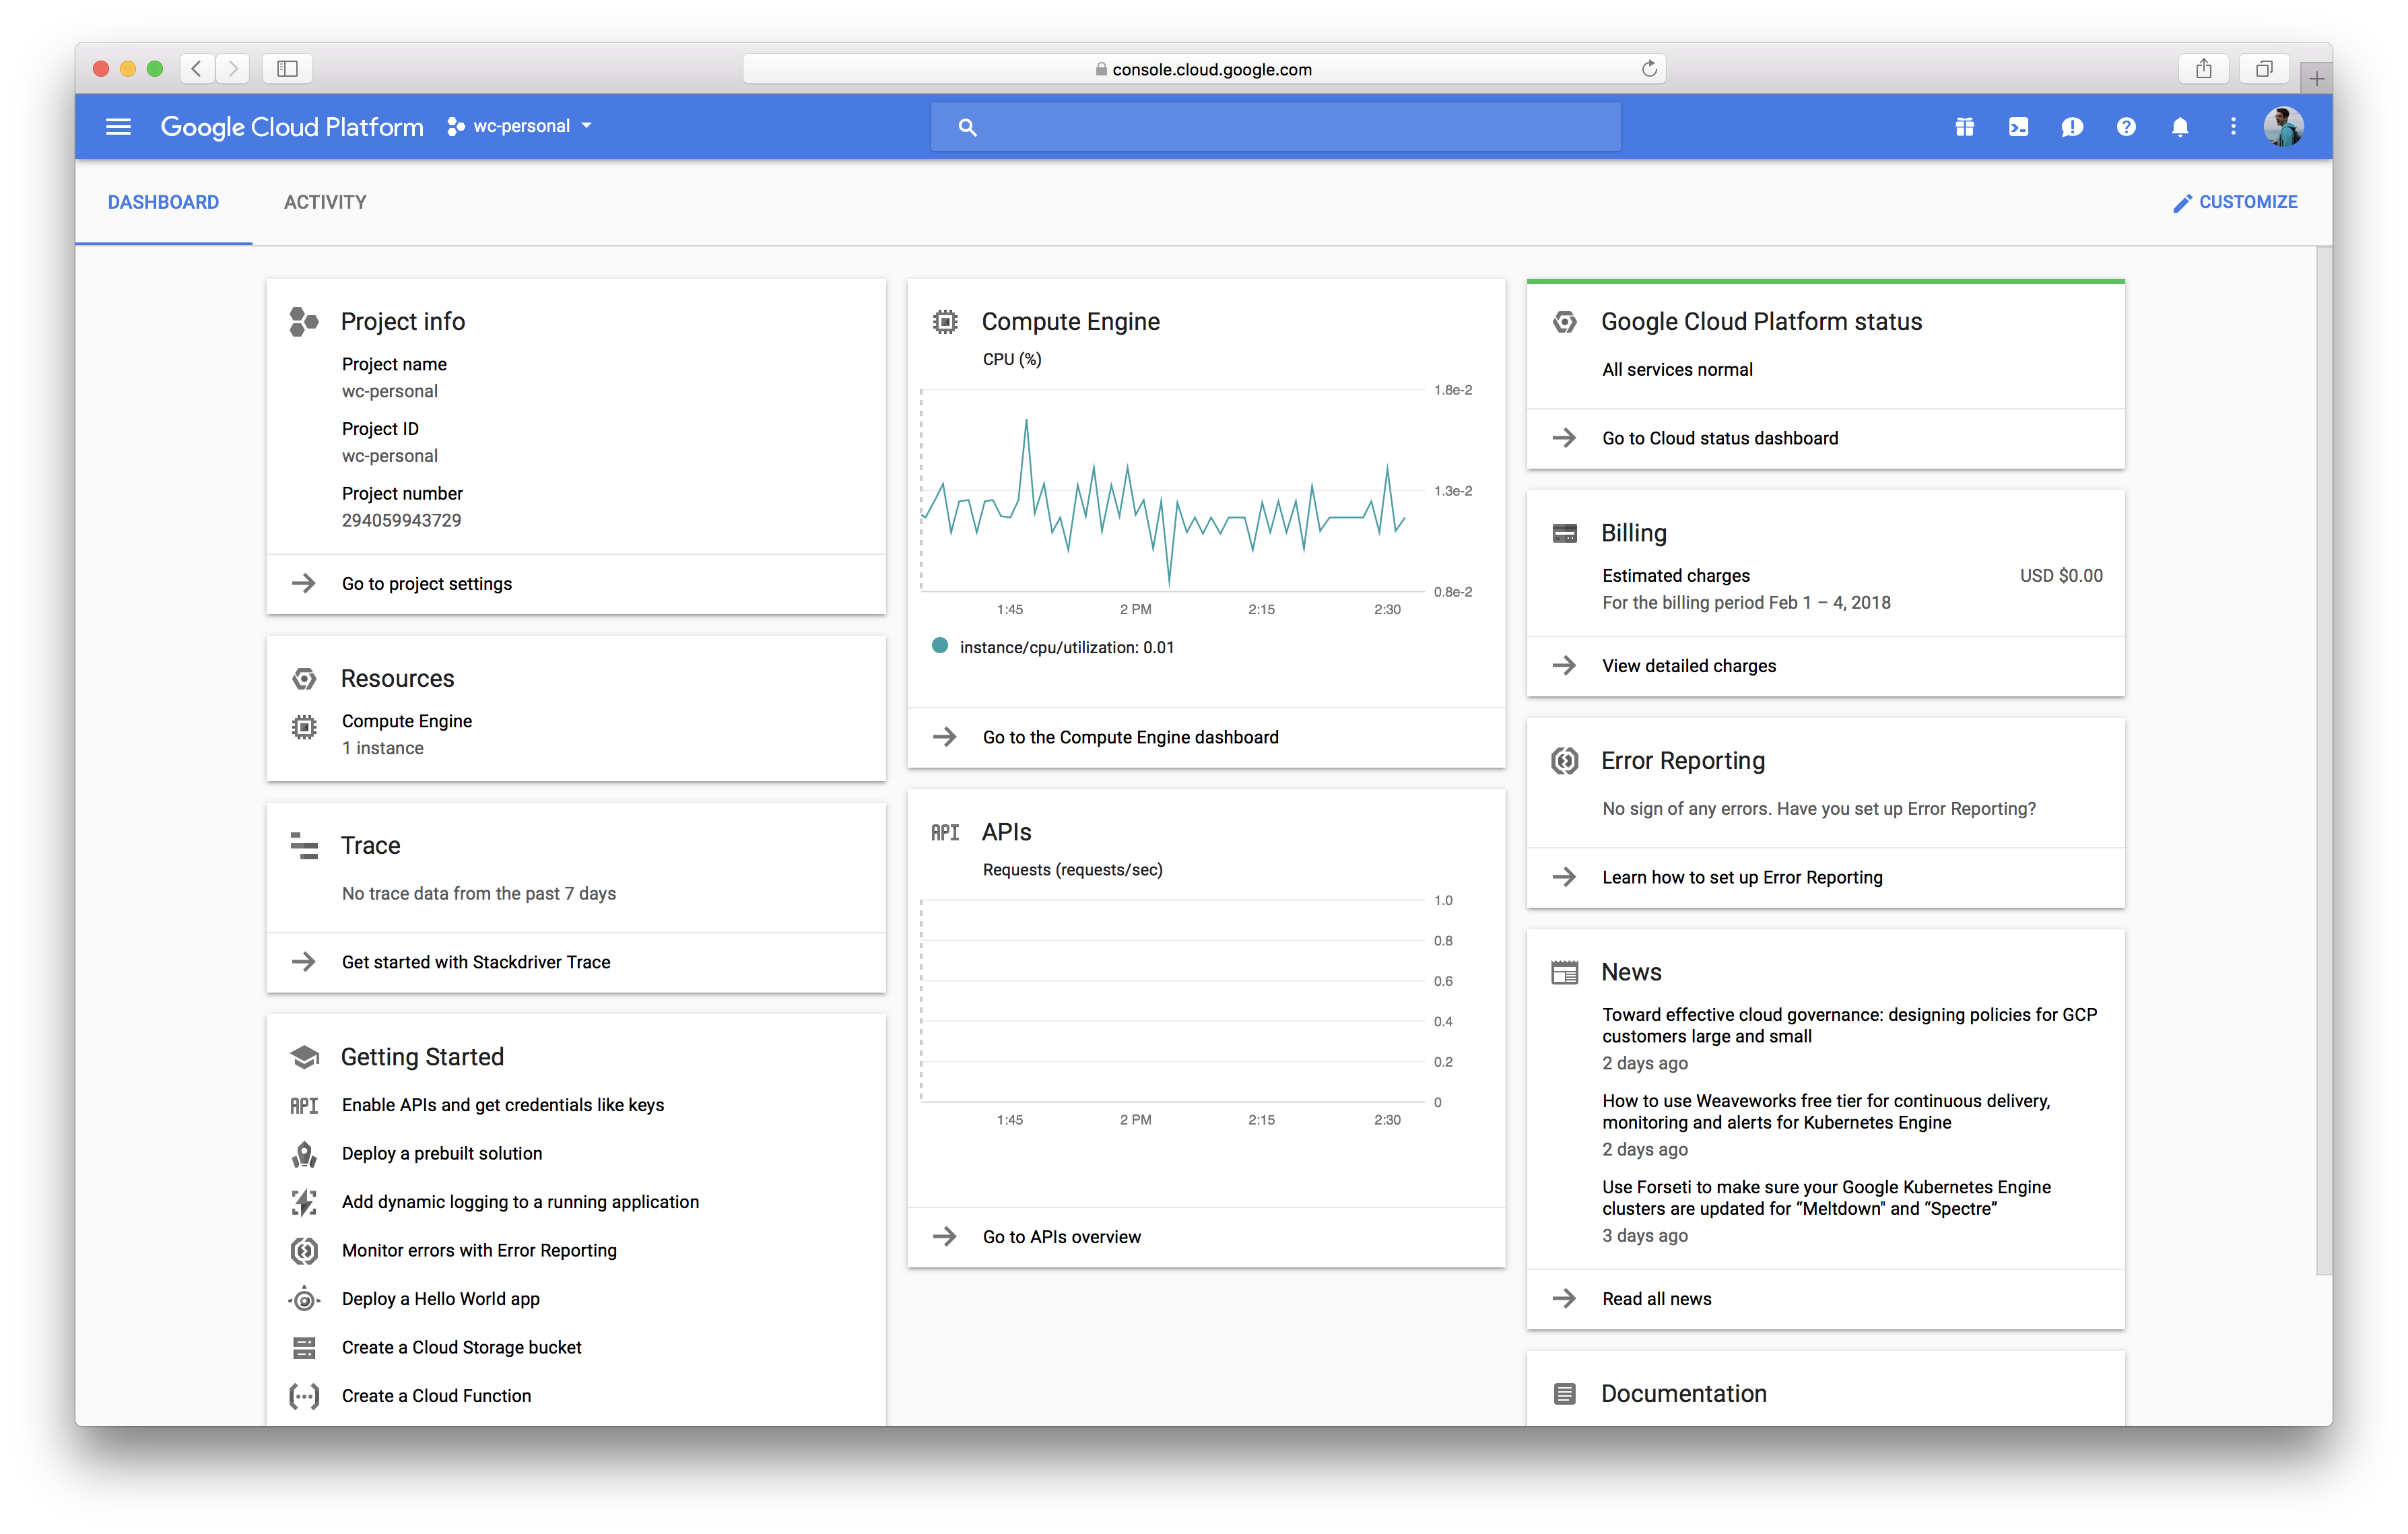 console.cloud.google.com
Google Cloud Platform
wc-personal
DASHBOARD
ACTIVITY
CUSTOMIZE
Project info
Project name
wc-personal
Project ID
wc-personal
Project number
294059943729
Go to project settings
Resources
Compute Engine
1 instance
Trace
No trace data from the past 7 days
Get started with Stackdriver Trace
Getting Started
API
Enable APIs and get credentials like keys
Deploy a prebuilt solution
Add dynamic logging to a running application
Monitor errors with Error Reporting
Deploy a Hello World app
Create a Cloud Storage bucket
Create a Cloud Function
Compute Engine
CPU (%)
1.8e-2
1.3e-2
0.8e-2
1:45 2 PM 2:15 2:30
instance/cpu/utilization: 0.01
Go to the Compute Engine dashboard
API
APIs
Requests (requests/sec)
1.0
0.8
0.6
0.4
0.2
0
1:45 2 PM 2:15 2:30
Go to APIs overview
Google Cloud Platform status
All services normal
Go to Cloud status dashboard
Billing
Estimated charges USD $0.00
For the billing period Feb 1 – 4, 2018
View detailed charges
Error Reporting
No sign of any errors. Have you set up Error Reporting?
Learn how to set up Error Reporting
News
Toward effective cloud governance: designing policies for GCP
customers large and small
2 days ago
How to use Weaveworks free tier for continuous delivery,
monitoring and alerts for Kubernetes Engine
2 days ago
Use Forseti to make sure your Google Kubernetes Engine
clusters are updated for “Meltdown" and “Spectre”
3 days ago
Read all news
Documentation